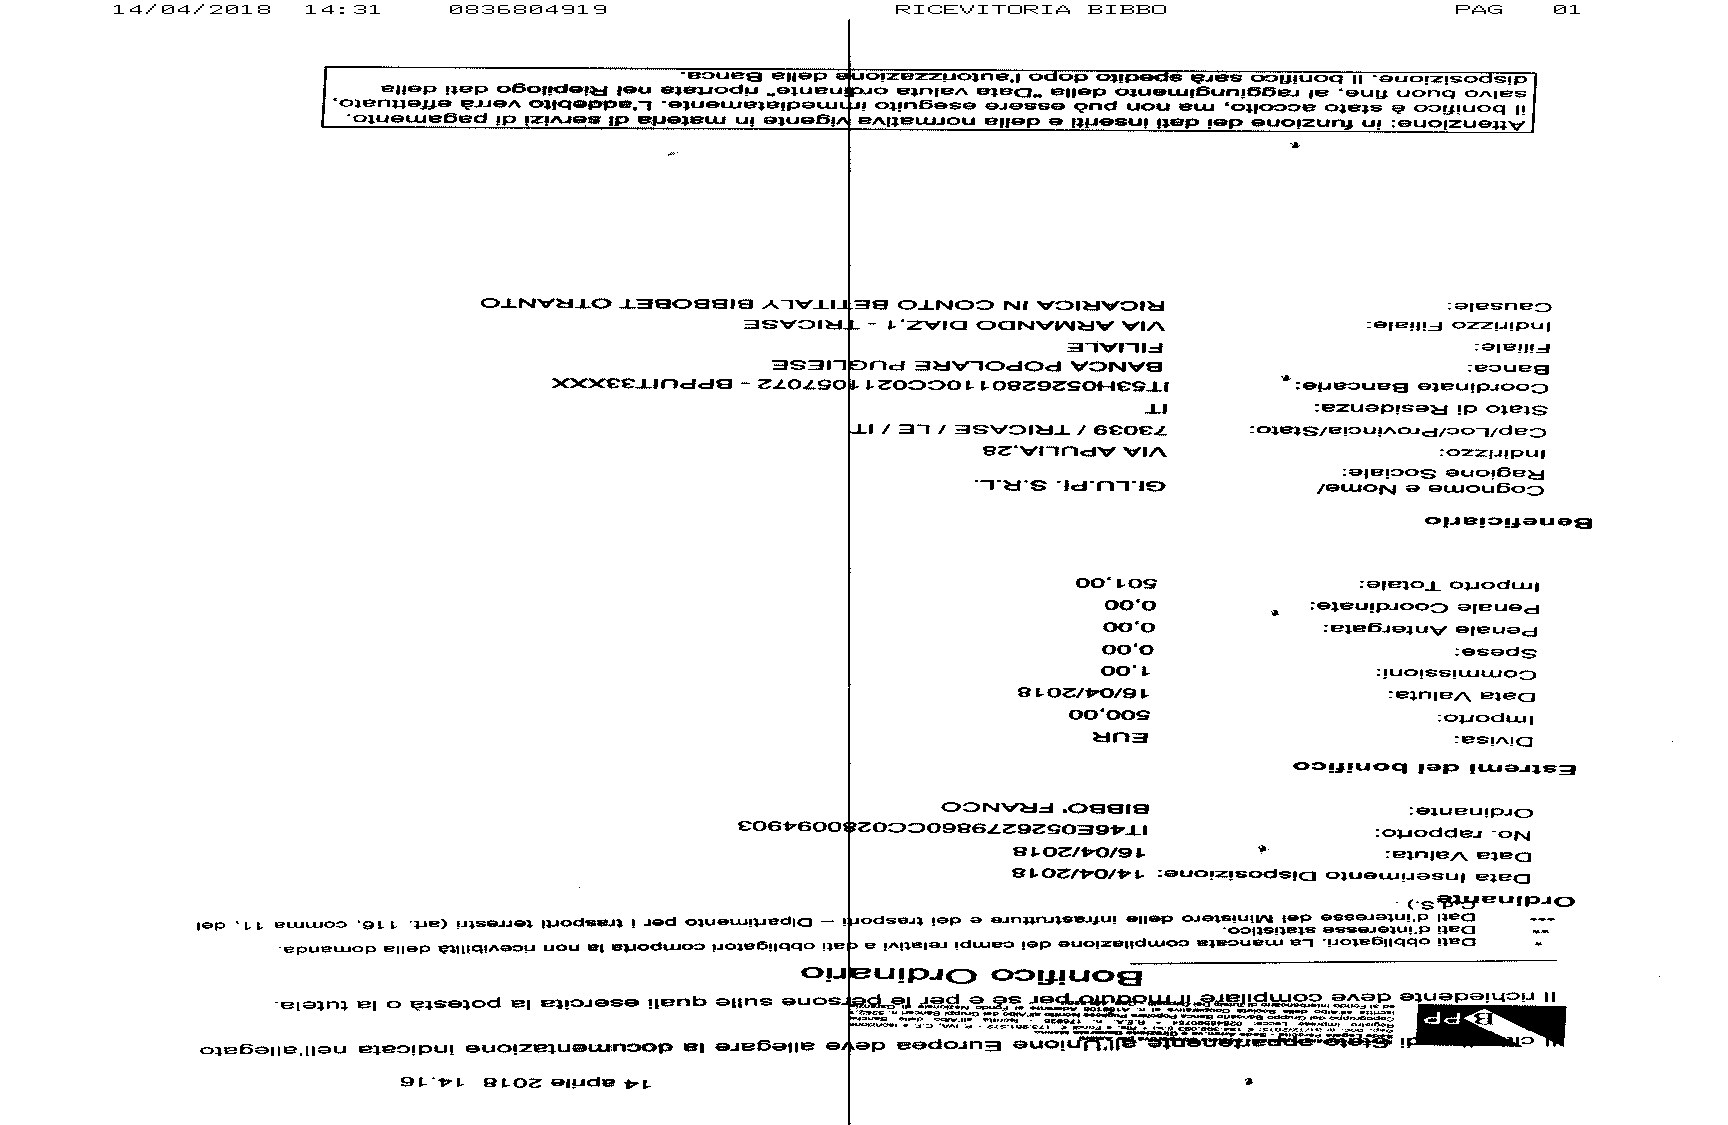 14/04/2018 14:31 0836804919 RICEVITORIA BIBBO PAG 01
14 aprile 2018 14.16
di Stato appartenente all'Unione Europea deve allegare la documentazione indicata nell'allegato
BPP
Il richiedente deve compilare il modulo per sé e per le persone sulle quali esercita la potestà o la tutela.
Bonifico Ordinario
* Dati obbligatori. La mancata compilazione dei campi relativi a dati obbligatori comporta la non ricevibilità della domanda.
** Dati d'interesse statistico.
*** Dati d'interesse del Ministero delle infrastrutture e dei trasporti – Dipartimento per i trasporti terrestri (art. 116, comma 11, del
C.d.S.)
Ordinante
Data Inserimento Disposizione: 14/04/2018
Data Valuta: 16/04/2018
No. rapporto: IT46E0526279860CC0280094903
Ordinante: BIBBO' FRANCO
Estremi del bonifico
Divisa: EUR
Importo: 500,00
Data Valuta: 16/04/2018
Commissioni: 1,00
Spese: 0,00
Penale Antergata: 0,00
Penale Coordinate: 0,00
Importo Totale: 501,00
Beneficiario
Cognome e Nome/ GI.LU.PI. S.R.L.
Ragione Sociale:
Indirizzo: VIA APULIA,28
Cap/Loc/Provincia/Stato: 73039 / TRICASE / LE / IT
Stato di Residenza: IT
Coordinate Bancarie: IT53H0526280110CC0211057072 - BPPUIT33XXX
Banca: BANCA POPOLARE PUGLIESE
Filiale: FILIALE
Indirizzo Filiale: VIA ARMANDO DIAZ,1 - TRICASE
Causale: RICARICA IN CONTO BETITALY BIBBOBET OTRANTO
Attenzione: in funzione dei dati inseriti e della normativa vigente in materia di servizi di pagamento,
il bonifico è stato accolto, ma non può essere eseguito immediatamente. L'addebito verrà effettuato,
salvo buon fine, al raggiungimento della "Data valuta ordinante" riportata nel Riepilogo dati della
disposizione. Il bonifico sarà spedito dopo l'autorizzazione della Banca.